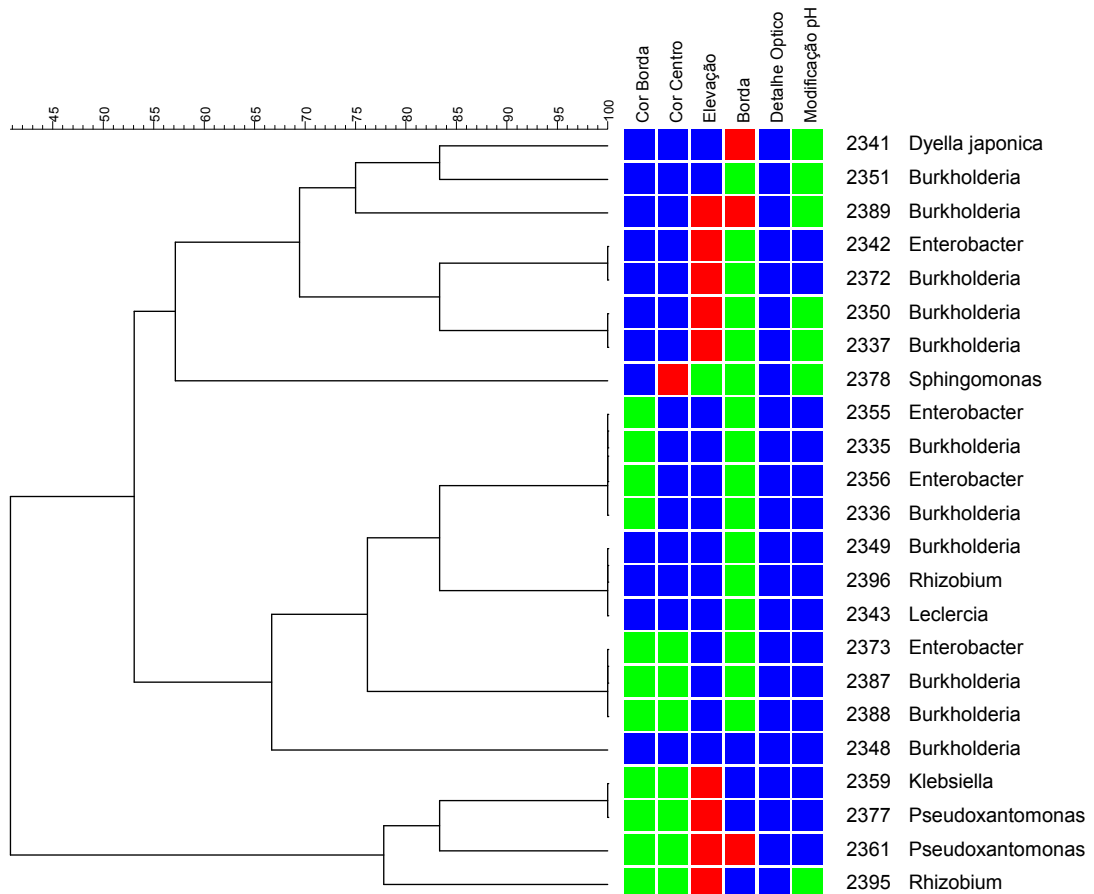 45 50 55 60 65 70 75 80 85 90 95 100
Cor Borda
Cor Centro
Elevação
Borda
Detalhe Optico
Modificação pH
2341 Dyella japonica
2351 Burkholderia
2389 Burkholderia
2342 Enterobacter
2372 Burkholderia
2350 Burkholderia
2337 Burkholderia
2378 Sphingomonas
2355 Enterobacter
2335 Burkholderia
2356 Enterobacter
2336 Burkholderia
2349 Burkholderia
2396 Rhizobium
2343 Leclercia
2373 Enterobacter
2387 Burkholderia
2388 Burkholderia
2348 Burkholderia
2359 Klebsiella
2377 Pseudoxantomonas
2361 Pseudoxantomonas
2395 Rhizobium